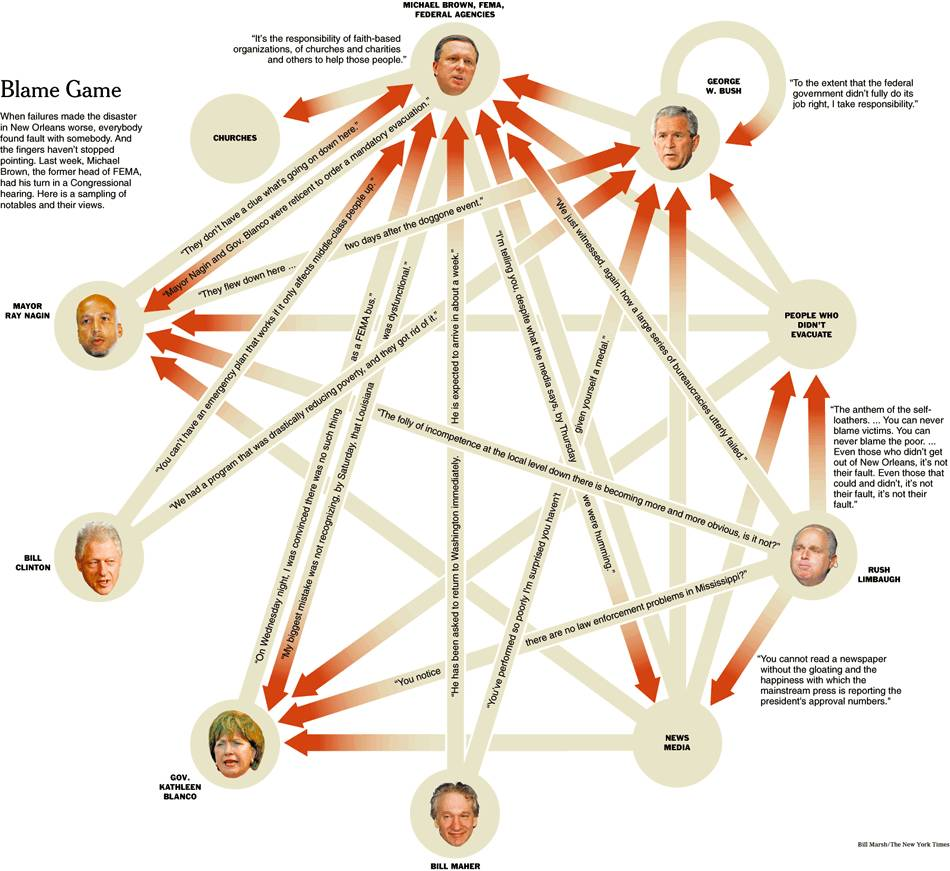 MICHAEL BROWN, FEMA,
FEDERAL AGENCIES
“It’s the responsibility of faith-based
organizations, of churches and charities
and others to help those people.”
GEORGE
W. BUSH
“To the extent that the federal
government didn’t fully do its
job right, I take responsibility.”
Blame Game
When failures made the disaster
in New Orleans worse, everybody
found fault with somebody. And
the fingers haven’t stopped
pointing. Last week, Michael
Brown, the former head of FEMA,
had his turn in a Congressional
hearing. Here is a sampling of
notables and their views.
CHURCHES
“They don’t have a clue what’s going on down here.”
“Mayor Nagin and Gov. Blanco were reticent to order a mandatory evacuation.”
“They flew down here ... two days after the doggone event.”
MAYOR
RAY NAGIN
PEOPLE WHO
DIDN’T
EVACUATE
“You can’t have an emergency plan that works if it only affects middle-class people up.”
“We had a program that was drastically reducing poverty, and they got rid of it.”
“On Wednesday night, I was convinced there was no such thing as a FEMA bus.”
“My biggest mistake was not recognizing, by Saturday, that Louisiana was dysfunctional.”
“He has been asked to return to Washington immediately. He is expected to arrive in about a week.”
“You’ve performed so poorly I’m surprised you haven’t given yourself a medal.”
“I’m telling you, despite what the media says, by Thursday we were humming.”
“We just witnessed, again, how a large series of bureaucracies utterly failed.”
“The folly of incompetence at the local level down there is becoming more and more obvious, is it not?”
“You notice there are no law enforcement problems in Mississippi?”
“The anthem of the self-
loathers. ... You can never
blame victims. You can
never blame the poor. ...
Even those who didn’t get
out of New Orleans, it’s not
their fault. Even those that
could and didn’t, it’s not
their fault, it’s not their
fault.”
BILL
CLINTON
RUSH
LIMBAUGH
“You cannot read a newspaper
without the gloating and the
happiness with which the
mainstream press is reporting the
president’s approval numbers.”
NEWS
MEDIA
GOV.
KATHLEEN
BLANCO
BILL MAHER
Bill Marsh/The New York Times